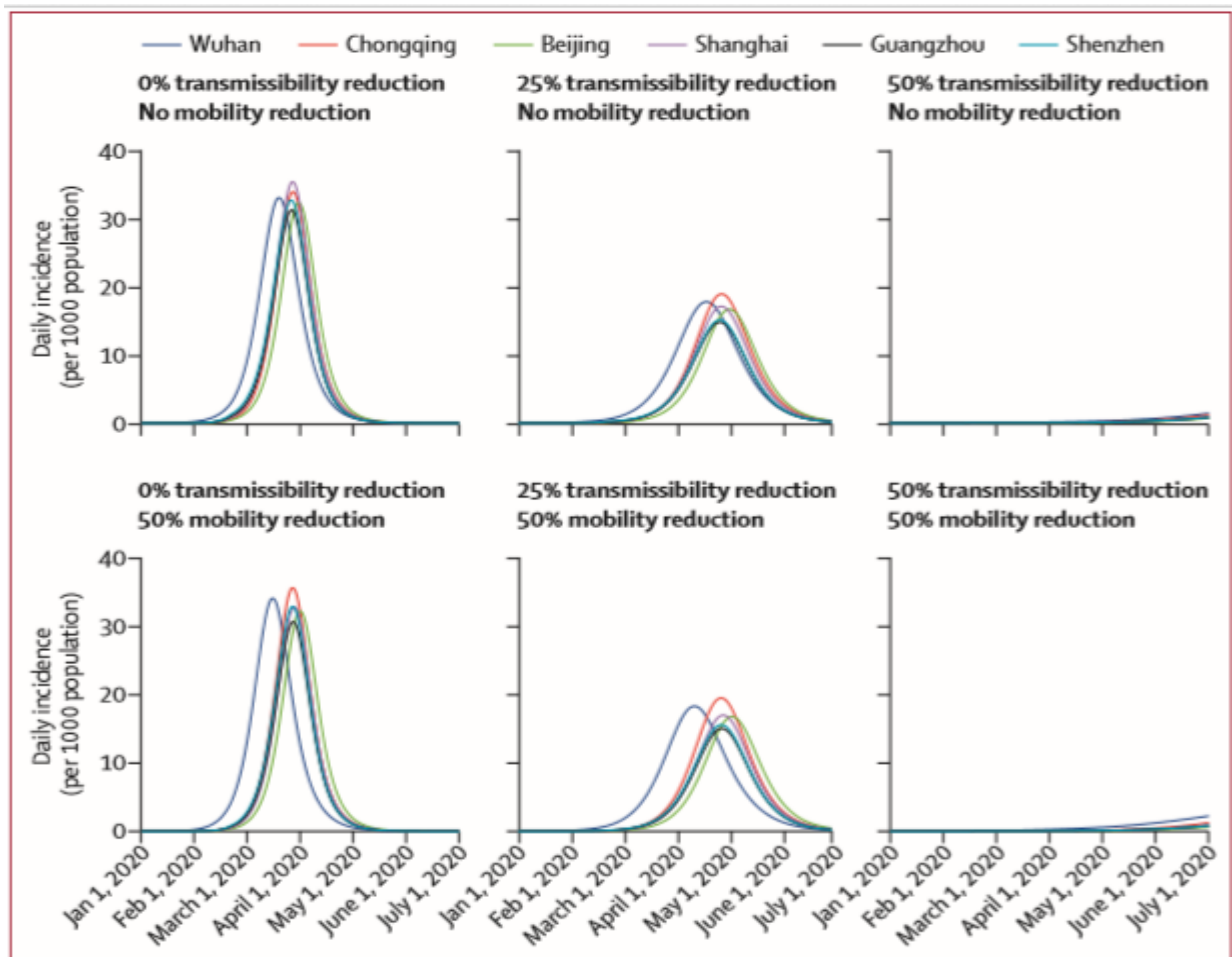 Wuhan Chongqing Beijing Shanghai Guangzhou Shenzhen
0% transmissibility reduction
No mobility reduction
25% transmissibility reduction
No mobility reduction
50% transmissibility reduction
No mobility reduction
Daily incidence
(per 1000 population)
40
30
20
10
0
0% transmissibility reduction
50% mobility reduction
25% transmissibility reduction
50% mobility reduction
50% transmissibility reduction
50% mobility reduction
Daily incidence
(per 1000 population)
40
30
20
10
0
Jan 1, 2020
Feb 1, 2020
March 1, 2020
April 1, 2020
May 1, 2020
June 1, 2020
July 1, 2020
Jan 1, 2020
Feb 1, 2020
March 1, 2020
April 1, 2020
May 1, 2020
June 1, 2020
July 1, 2020
Jan 1, 2020
Feb 1, 2020
March 1, 2020
April 1, 2020
May 1, 2020
June 1, 2020
July 1, 2020